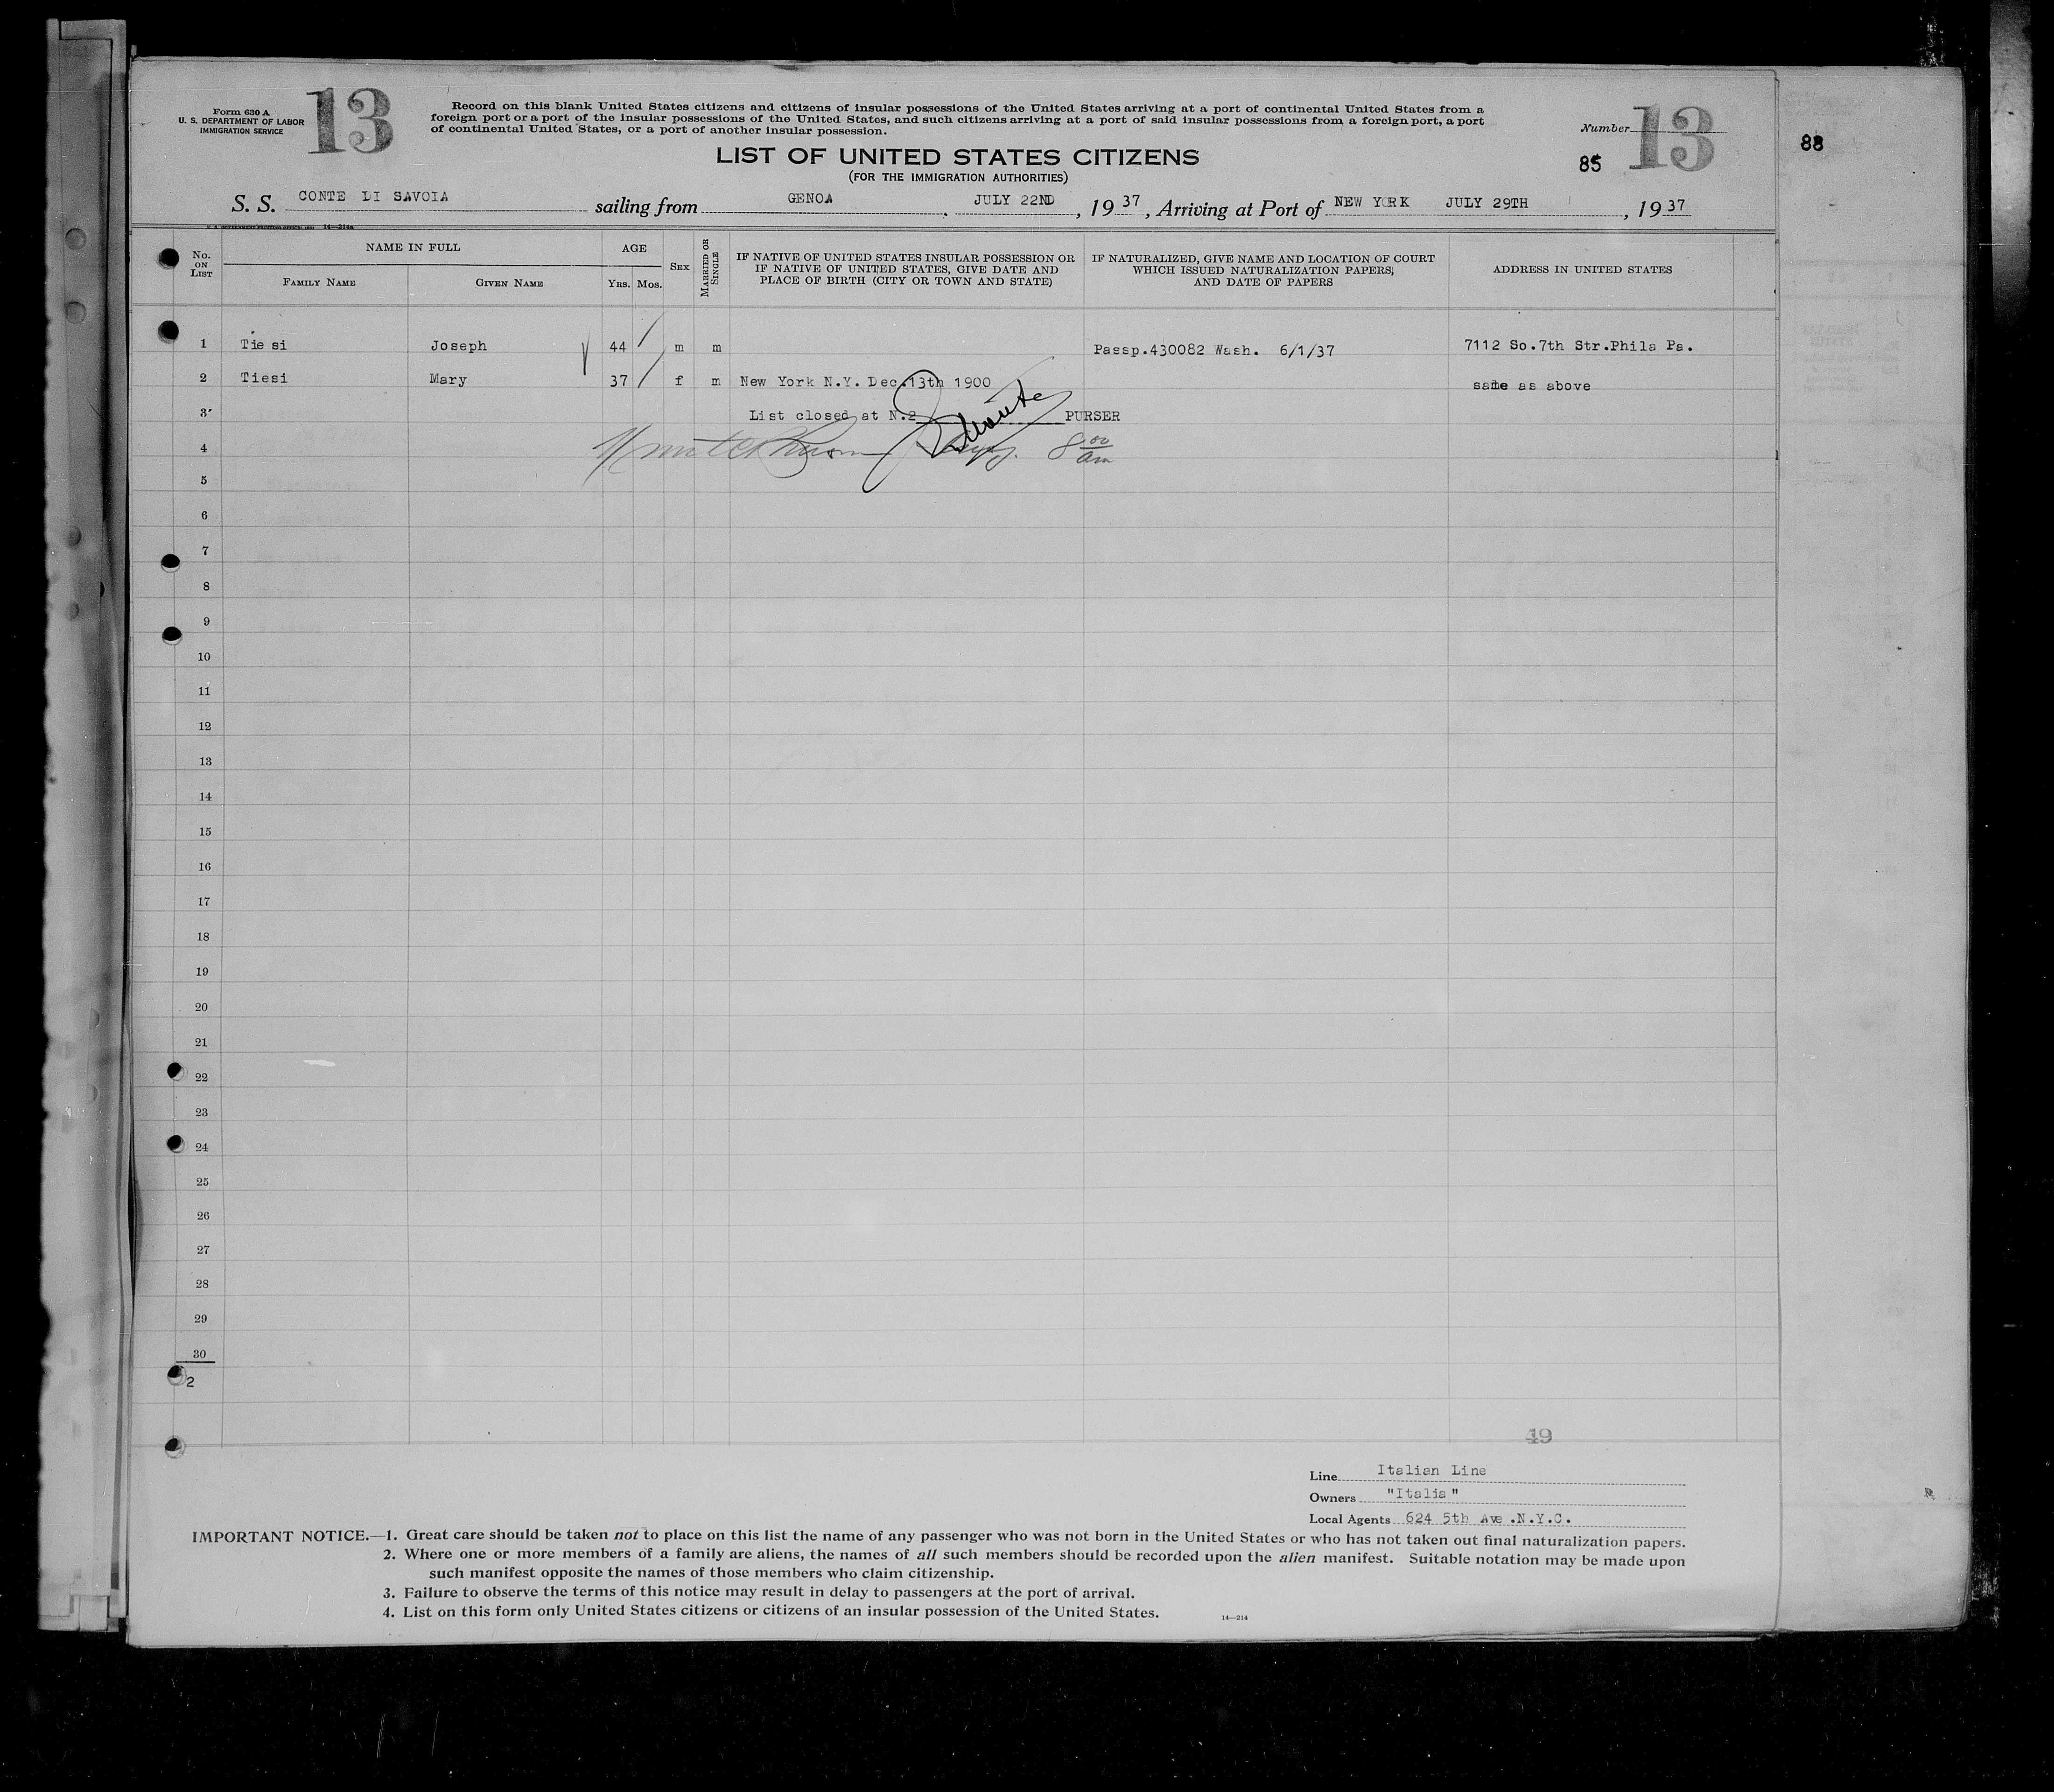 Form 630 A
U. S. DEPARTMENT OF LABOR
IMMIGRATION SERVICE
13
Record on this blank United States citizens and citizens of insular possessions of the United States arriving at a port of continental United States from a
foreign port or a port of the insular possessions of the United States, and such citizens arriving at a port of said insular possessions from a foreign port, a port
of continental United States, or a port of another insular possession.
Number 13
85
88
LIST OF UNITED STATES CITIZENS
(FOR THE IMMIGRATION AUTHORITIES)
S. S. CONTE DI SAVOIA sailing from GENOA, JULY 22ND, 1937, Arriving at Port of NEW YORK JULY 29TH, 1937
14—214a
No. ON LIST
NAME IN FULL
FAMILY NAME
GIVEN NAME
AGE
YRS. MOS.
SEX
MARRIED OR SINGLE
IF NATIVE OF UNITED STATES INSULAR POSSESSION OR
IF NATIVE OF UNITED STATES, GIVE DATE AND
PLACE OF BIRTH (CITY OR TOWN AND STATE)
IF NATURALIZED, GIVE NAME AND LOCATION OF COURT
WHICH ISSUED NATURALIZATION PAPERS,
AND DATE OF PAPERS
ADDRESS IN UNITED STATES
1 Tiesi Joseph 44 m m Passp.430082 Wash. 6/1/37 7112 So.7th Str.Phila Pa.
2 Tiesi Mary 37 f m New York N.Y. Dec.13th 1900 same as above
3 List closed at N.2 PURSER
4 8 00 am
5
6
7
8
9
10
11
12
13
14
15
16
17
18
19
20
21
22
23
24
25
26
27
28
29
30
2
49
Line Italian Line
Owners "Italia"
Local Agents 624 5th Ave.N.Y.C.
IMPORTANT NOTICE.—1. Great care should be taken not to place on this list the name of any passenger who was not born in the United States or who has not taken out final naturalization papers.
2. Where one or more members of a family are aliens, the names of all such members should be recorded upon the alien manifest. Suitable notation may be made upon
such manifest opposite the names of those members who claim citizenship.
3. Failure to observe the terms of this notice may result in delay to passengers at the port of arrival.
4. List on this form only United States citizens or citizens of an insular possession of the United States.
14—214